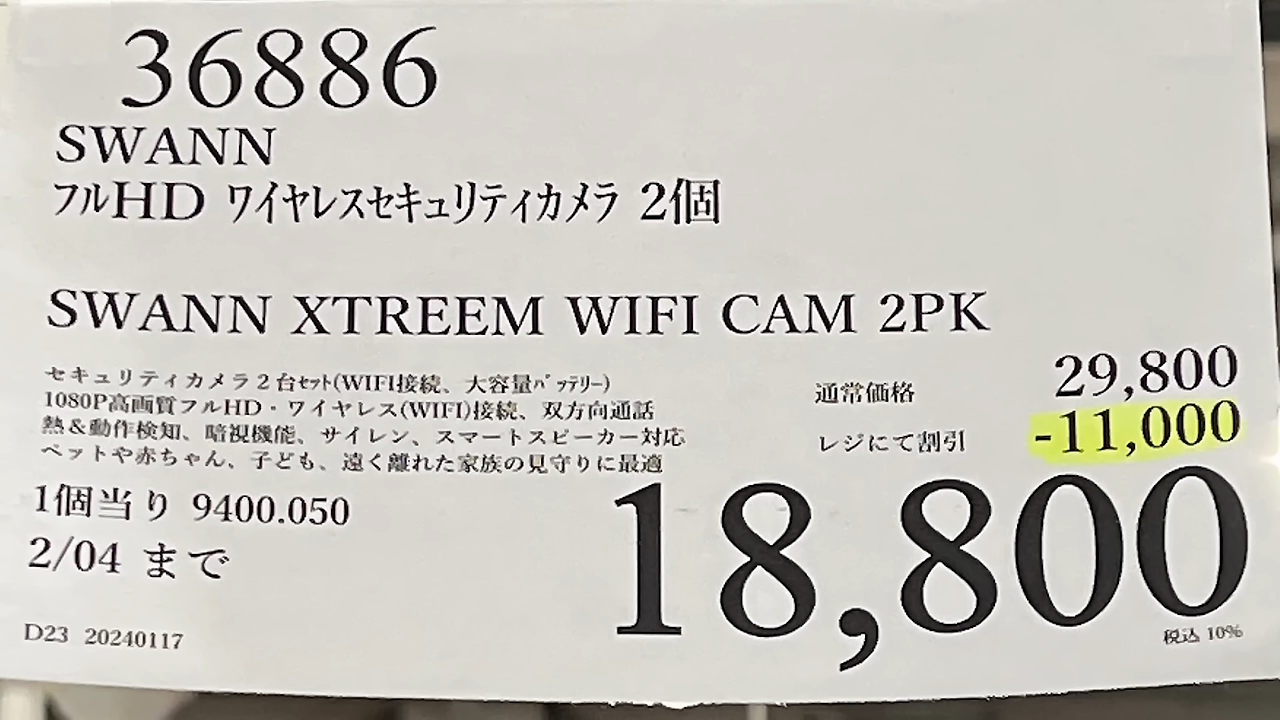 36886
SWANN
フルHD ワイヤレスセキュリティカメラ 2個
SWANN XTREEM WIFI CAM 2PK
セキュリティカメラ2台ｾｯﾄ(WIFI接続、大容量ﾊﾞｯﾃﾘｰ)
1080P高画質フルHD・ワイヤレス(WIFI)接続、双方向通話
熱＆動作検知、暗視機能、サイレン、スマートスピーカー対応
ペットや赤ちゃん、子ども、遠く離れた家族の見守りに最適
通常価格 29,800
レジにて割引 -11,000
18,800
税込 10%
1個当り 9400.050
2/04 まで
D23 20240117